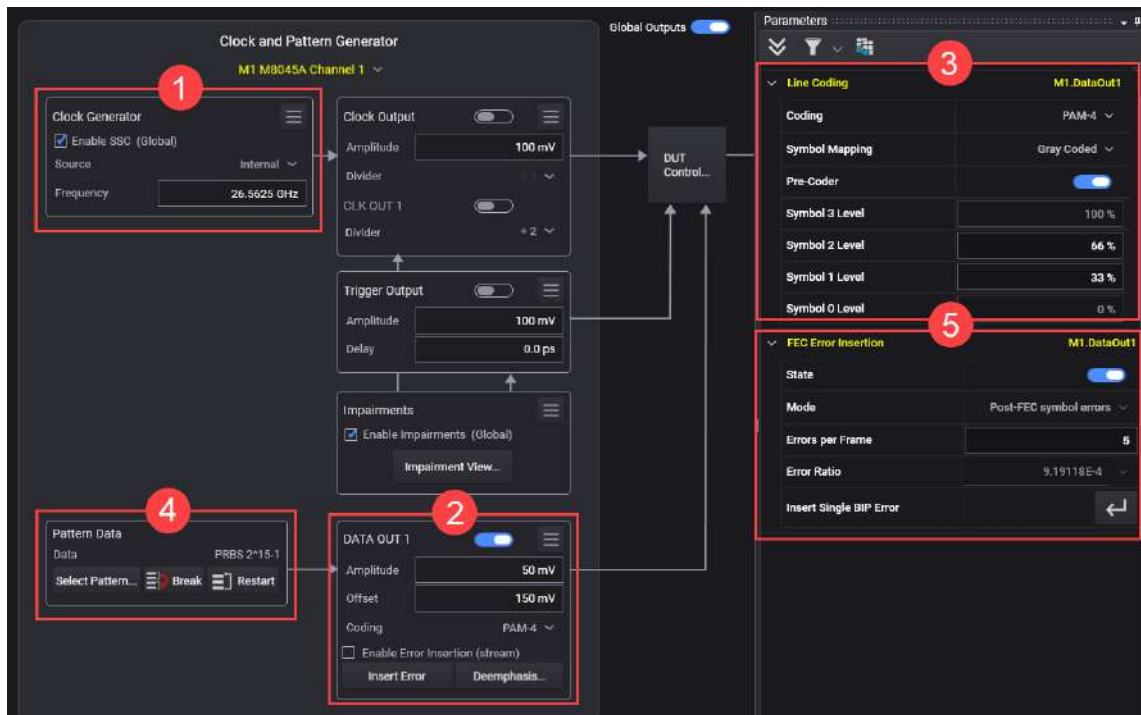 Clock and Pattern Generator
M1 M8045A Channel 1
1
Clock Generator
Enable SSC (Global)
Source Internal
Frequency 26.5625 GHz
Clock Output
Amplitude 100 mV
Divider
CLK OUT 1
Divider ÷ 2
Trigger Output
Amplitude 100 mV
Delay 0.0 ps
Impairments
Enable Impairments (Global)
Impairment View...
4
Pattern Data
Data PRBS 2^15-1
Select Pattern... Break Restart
2
DATA OUT 1
Amplitude 50 mV
Offset 150 mV
Coding PAM-4
Enable Error Insertion (stream)
Insert Error Deemphasis...
Global Outputs
DUT
Control...
Parameters
3
Line Coding M1.DataOut1
Coding PAM-4
Symbol Mapping Gray Coded
Pre-Coder
Symbol 3 Level 100 %
Symbol 2 Level 66 %
Symbol 1 Level 33 %
Symbol 0 Level 0 %
5
FEC Error Insertion M1.DataOut1
State
Mode Post-FEC symbol errors
Errors per Frame 5
Error Ratio 9.19118E-4
Insert Single BIP Error